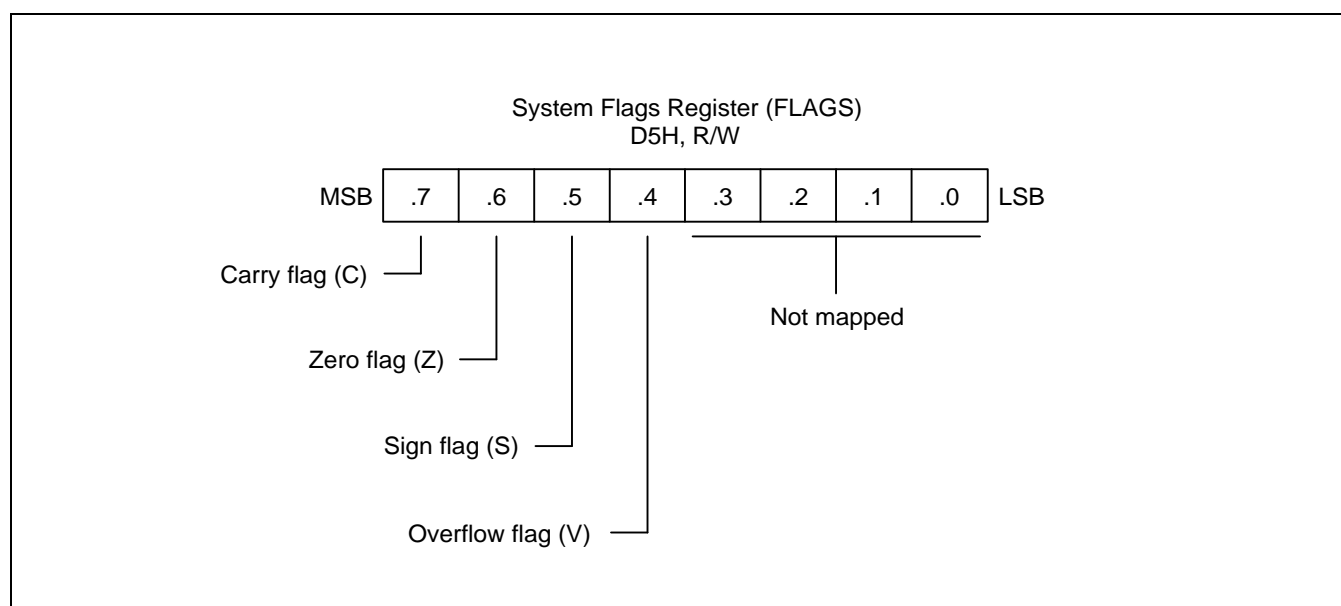 System Flags Register (FLAGS)
D5H, R/W
MSB .7 .6 .5 .4 .3 .2 .1 .0 LSB
Carry flag (C)
Not mapped
Zero flag (Z)
Sign flag (S)
Overflow flag (V)